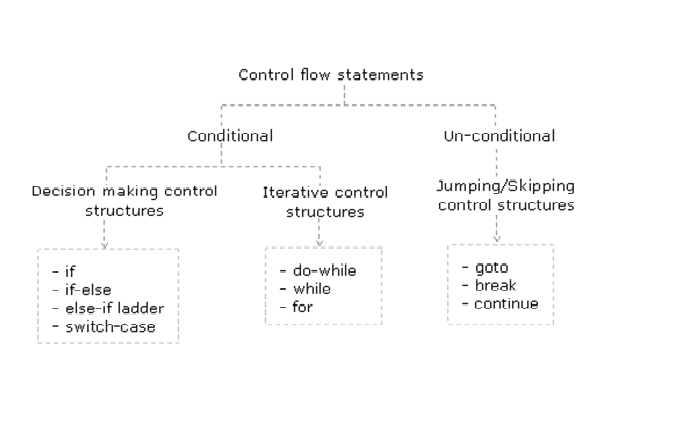 Control flow statements
Conditional
Un-conditional
Decision making control
structures
Iterative control
structures
Jumping/Skipping
control structures
- if
- if-else
- else-if ladder
- switch-case
- do-while
- while
- for
- goto
- break
- continue